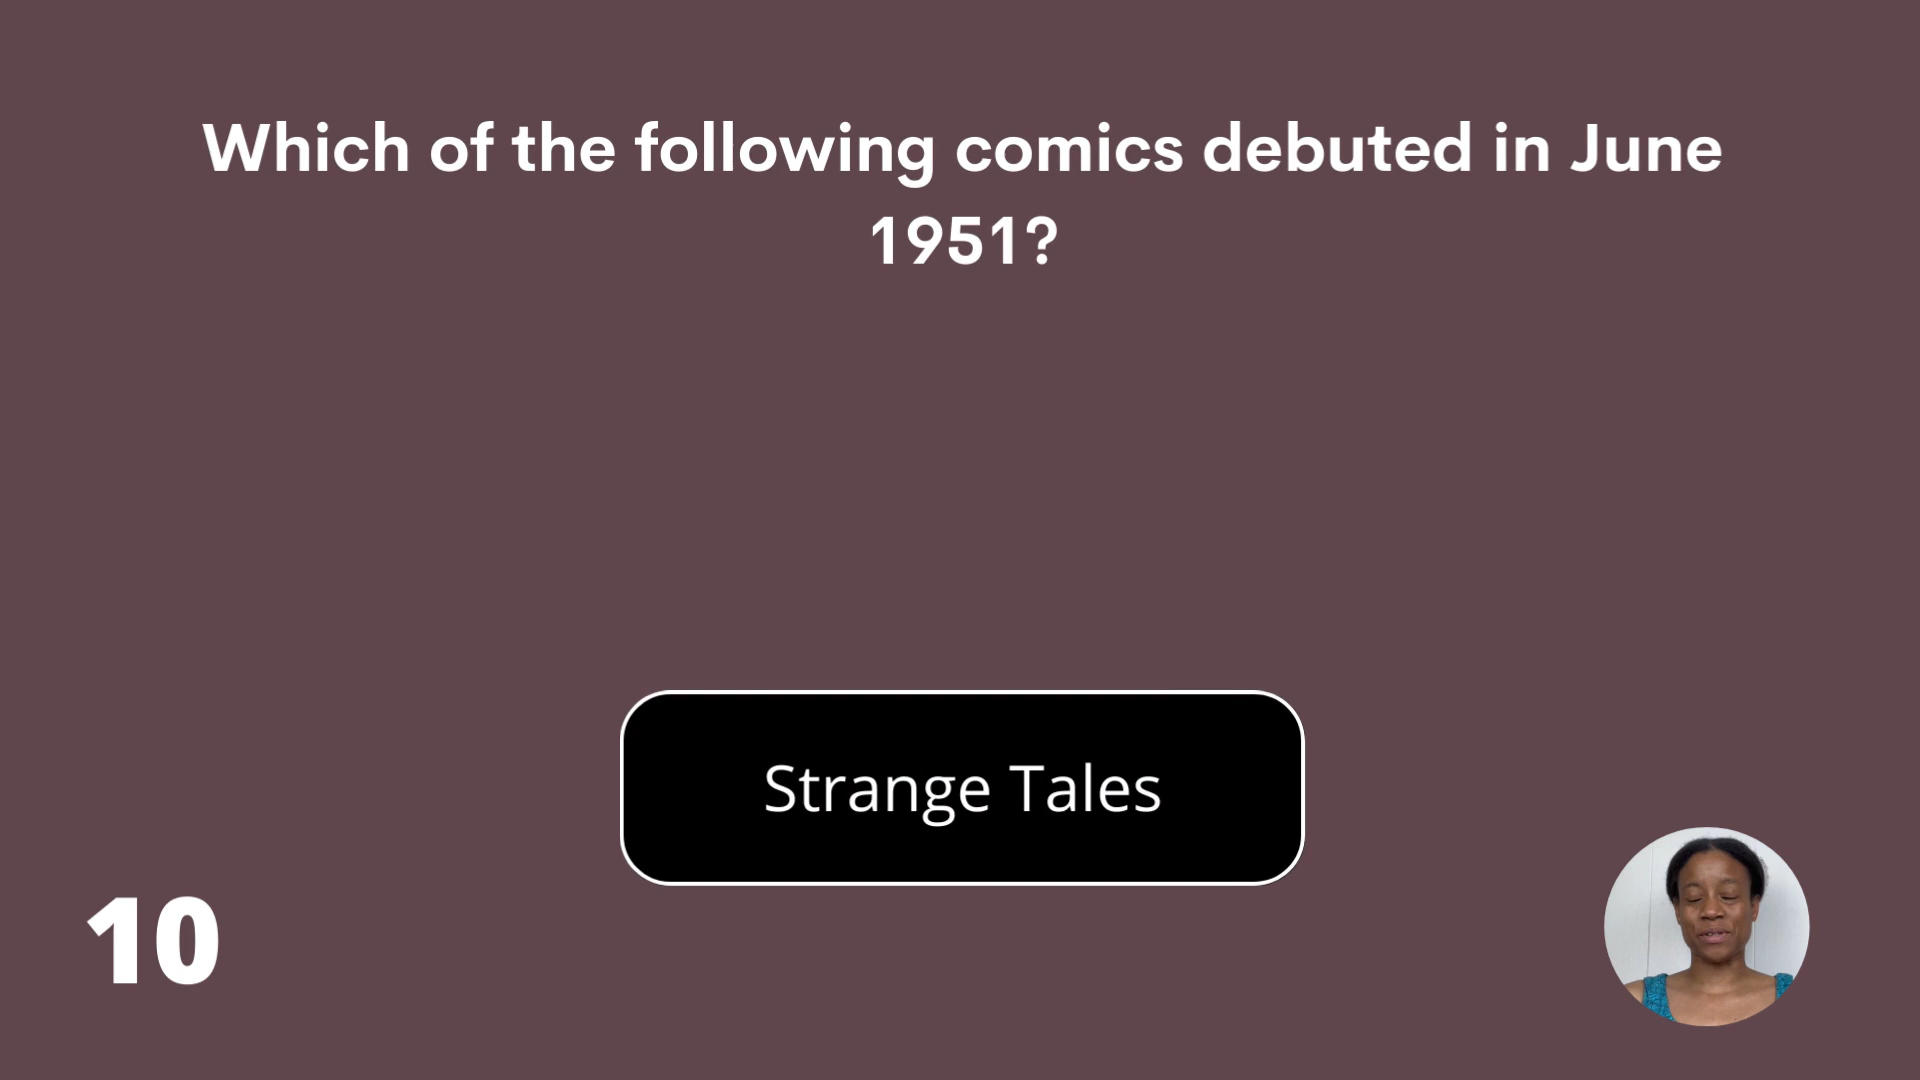 Which of the following comics debuted in June
1951?
Strange Tales
10